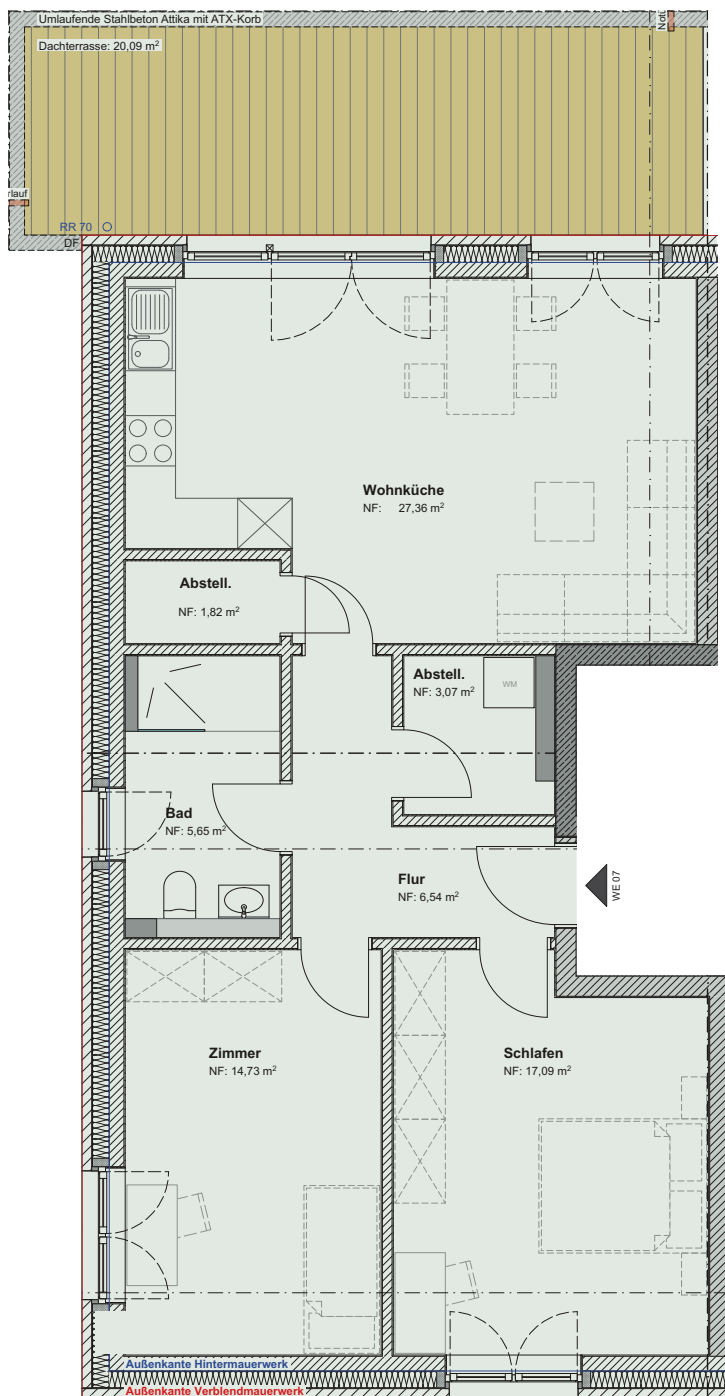 Umlaufende Stahlbeton Attika mit ATX-Korb
Dachterrasse: 20,09 m²
RR 70
DF
Wohnküche
NF: 27,36 m²
Abstell.
NF: 1,82 m²
Abstell.
NF: 3,07 m²
WM
Bad
NF: 5,65 m²
Flur
NF: 6,54 m²
WE 07
Zimmer
NF: 14,73 m²
Schlafen
NF: 17,09 m²
Außenkante Hintermauerwerk
Außenkante Verblendmauerwerk